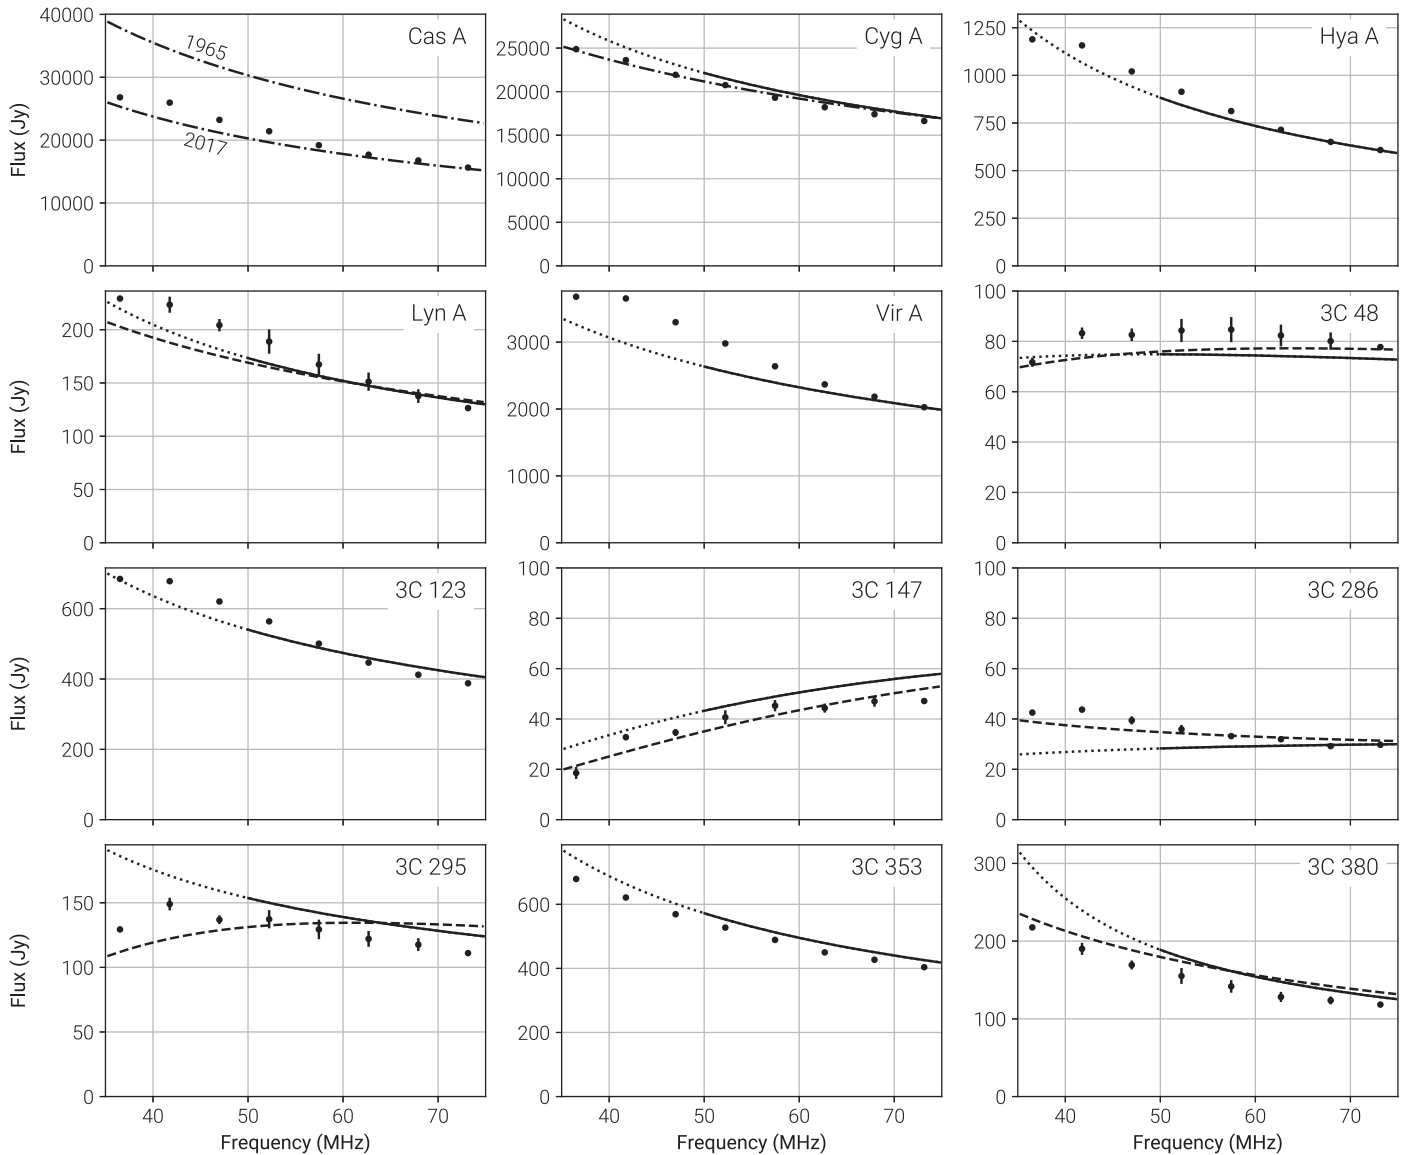 40000
30000
20000
10000
0
Flux (Jy)
1965
2017
Cas A
25000
20000
15000
10000
5000
0
Cyg A
1250
1000
750
500
250
0
Hya A
200
150
100
50
0
Flux (Jy)
Lyn A
3000
2000
1000
0
Vir A
100
80
60
40
20
0
3C 48
600
400
200
0
Flux (Jy)
3C 123
100
80
60
40
20
0
3C 147
100
80
60
40
20
0
3C 286
150
100
50
0
Flux (Jy)
3C 295
40 50 60 70
Frequency (MHz)
600
400
200
0
3C 353
40 50 60 70
Frequency (MHz)
300
200
100
0
3C 380
40 50 60 70
Frequency (MHz)